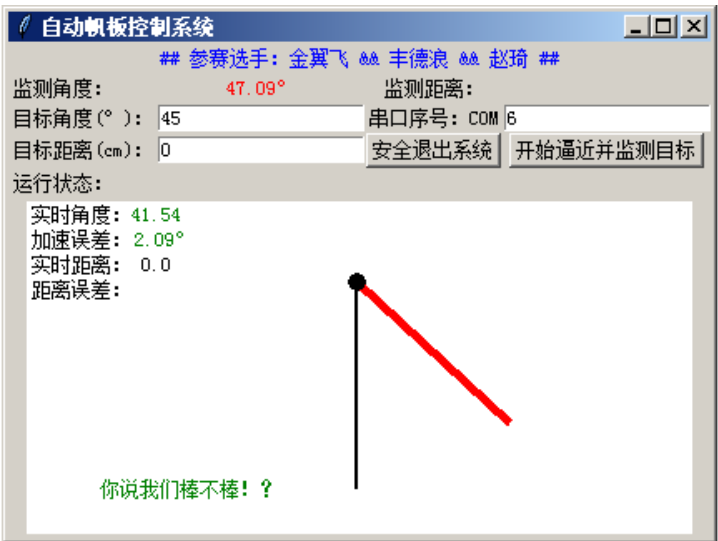 自动帆板控制系统
## 参赛选手: 金翼飞 && 丰德浪 && 赵琦 ##
监测角度: 47.09° 监测距离:
目标角度(° ): 45 串口序号: COM 6
目标距离(cm): 0 安全退出系统 开始逼近并监测目标
运行状态:
实时角度: 41.54
加速误差: 2.09°
实时距离: 0.0
距离误差:
你说我们棒不棒! ?